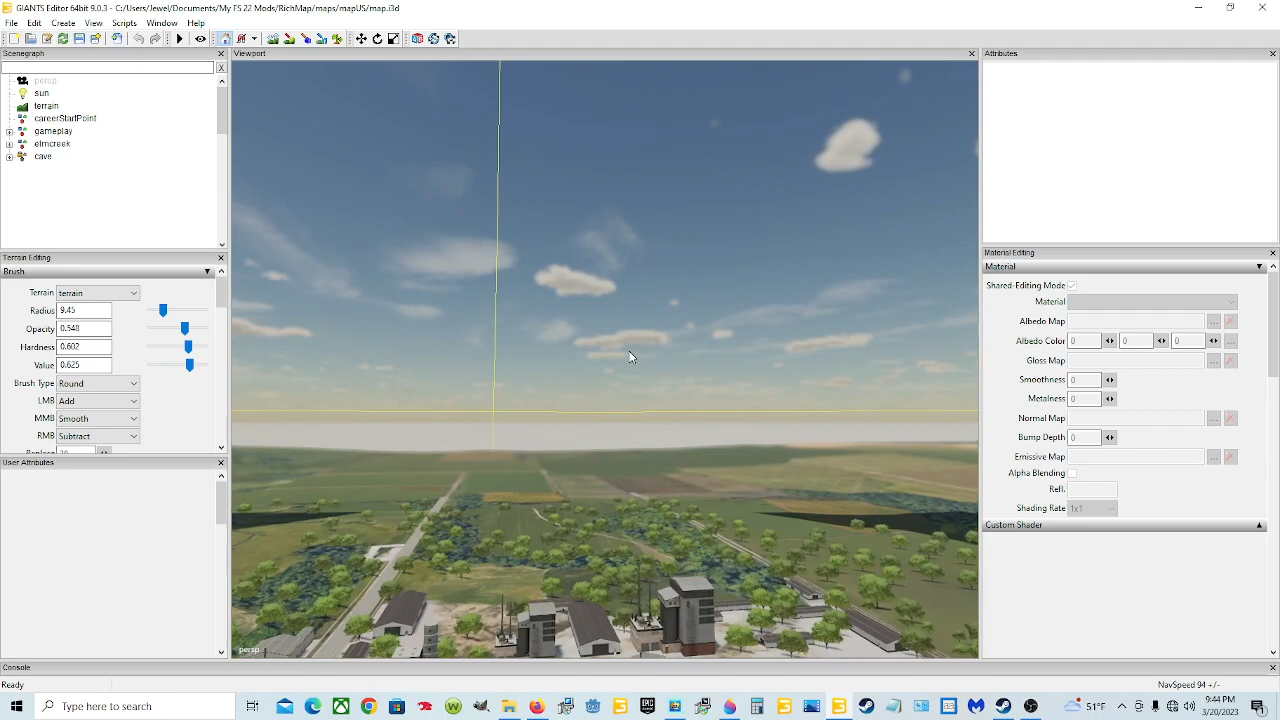 GIANTS Editor 64bit 9.0.3 - C:/Users/Jewel/Documents/My FS 22 Mods/RichMap/maps/mapUS/map.i3d
File Edit Create View Scripts Window Help
Scenegraph
X
persp
sun
terrain
careerStartPoint
gameplay
elmcreek
cave
Terrain Editing
Brush
Terrain terrain
Radius 9.45
Opacity 0.548
Hardness 0.602
Value 0.625
Brush Type Round
LMB Add
MMB Smooth
RMB Subtract
User Attributes
Viewport
persp
Attributes
Material Editing
Material
Shared-Editing Mode
Material
Albedo Map ...
Albedo Color 0 0 0 ...
Gloss Map ...
Smoothness 0
Metalness 0
Normal Map ...
Bump Depth 0
Emissive Map ...
Alpha Blending
Refl.
Shading Rate 1x1
Custom Shader
Console
Ready
NavSpeed 94 +/-
Type here to search
51°F
9:44 PM
3/20/2023